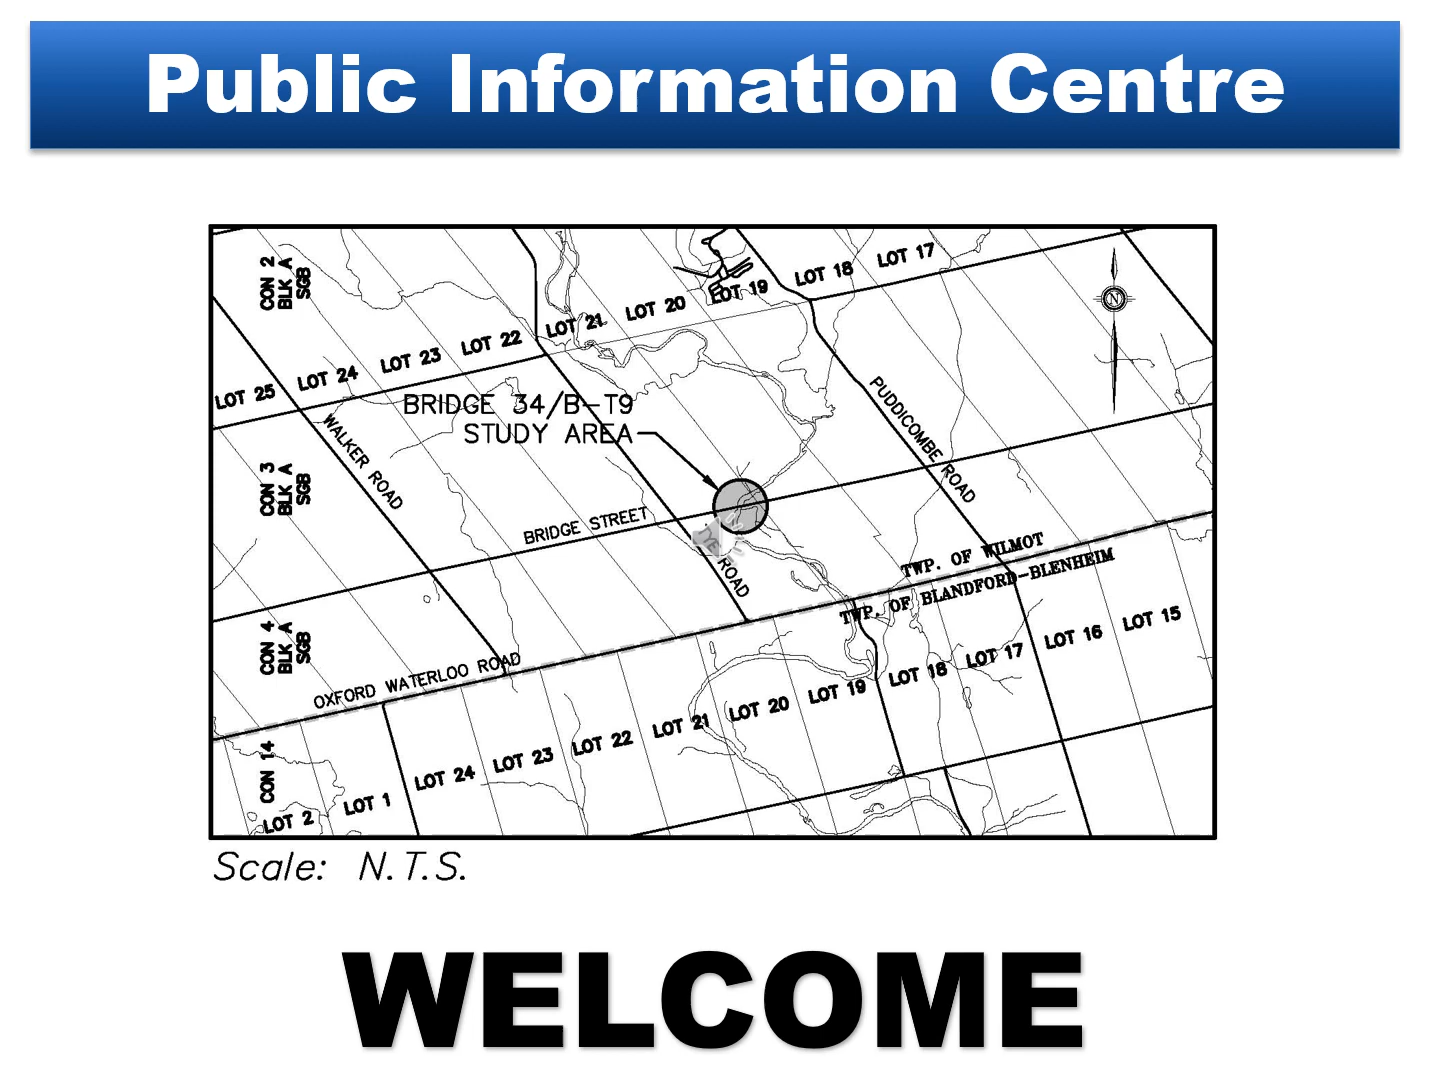 Public Information Centre
CON 2
BLK A
SGB
LOT 25
LOT 24
LOT 23
LOT 22
LOT 21
LOT 20
LOT 19
LOT 18
LOT 17
N
BRIDGE 34/B-T9
STUDY AREA
WALKER ROAD
PUDDICOMBE ROAD
CON 3
BLK A
SGB
BRIDGE STREET
ROAD
TWP. OF WILMOT
TWP. OF BLANDFORD-BLENHEIM
CON 4
BLK A
SGB
OXFORD WATERLOO ROAD
CON 14
LOT 2
LOT 1
LOT 24
LOT 23
LOT 22
LOT 21
LOT 20
LOT 19
LOT 18
LOT 17
LOT 16
LOT 15
Scale: N.T.S.
WELCOME